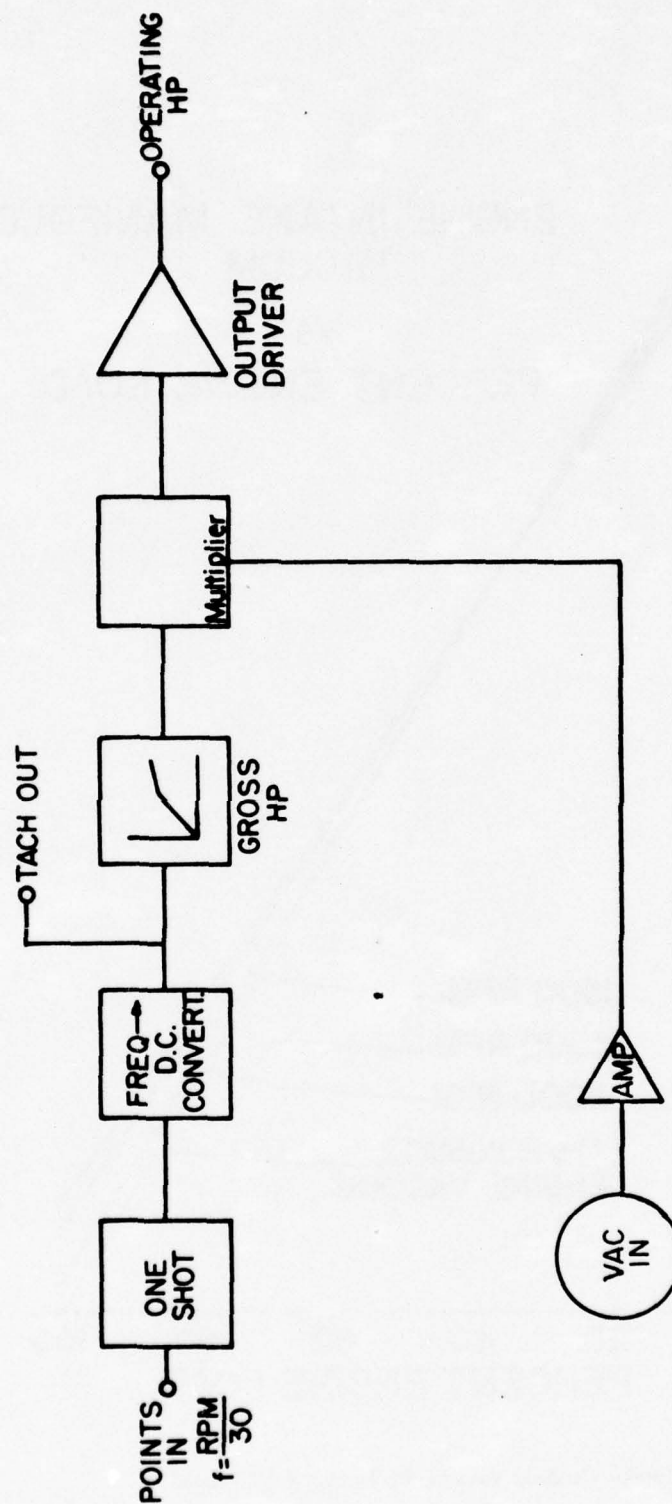 POINTS
IN
f=RPM/30
ONE
SHOT
FREQ→
D.C.
CONVERT.
TACH OUT
GROSS
HP
Multiplier
OUTPUT
DRIVER
OPERATING
HP
VAC
IN
AMP